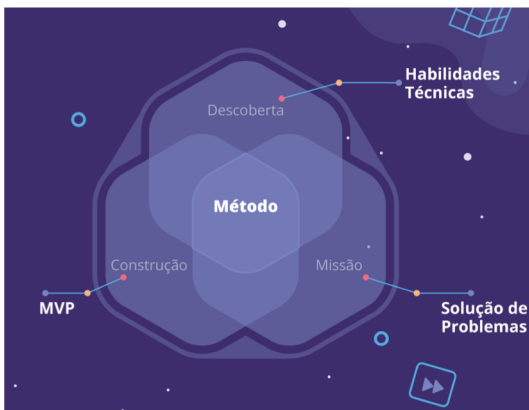 Habilidades
Técnicas
Descoberta
Método
Construção
Missão
MVP
Solução de
Problemas